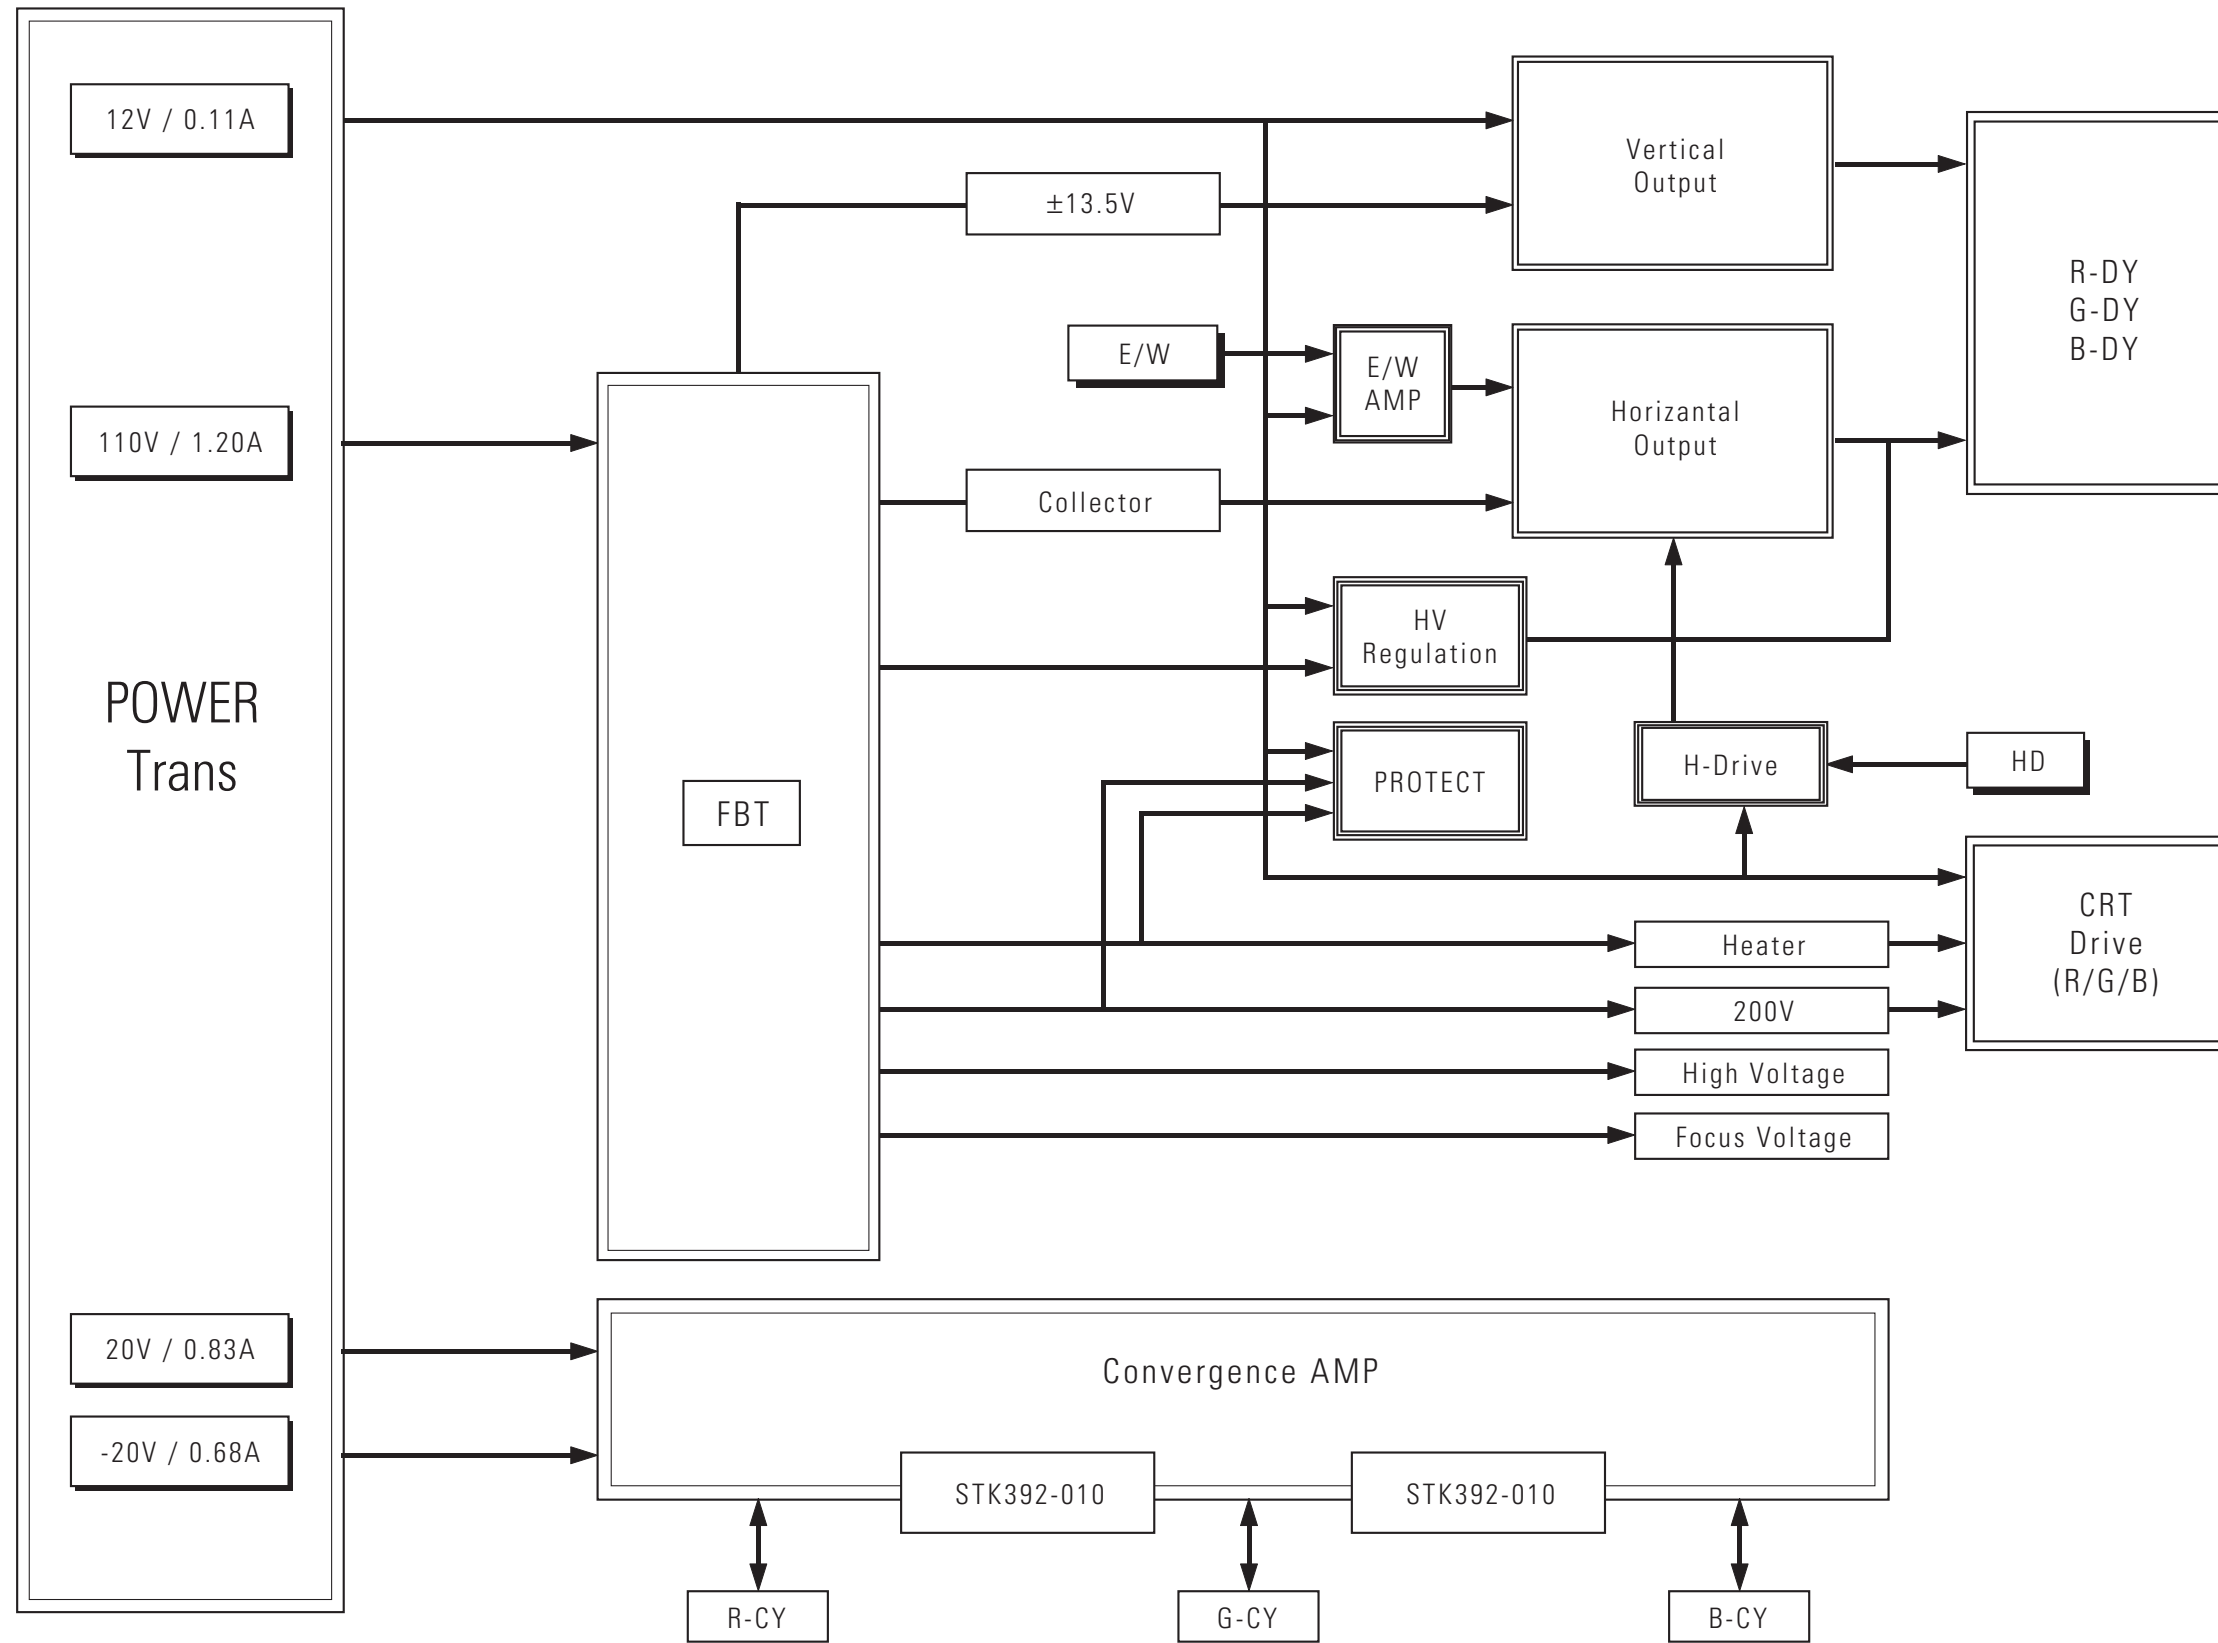 12V / 0.11A
110V / 1.20A
POWER
Trans
20V / 0.83A
-20V / 0.68A
±13.5V
E/W
E/W
AMP
Collector
FBT
HV
Regulation
PROTECT
Vertical
Output
Horizantal
Output
H-Drive
HD
R-DY
G-DY
B-DY
CRT
Drive
(R/G/B)
Heater
200V
High Voltage
Focus Voltage
Convergence AMP
STK392-010
STK392-010
R-CY
G-CY
B-CY